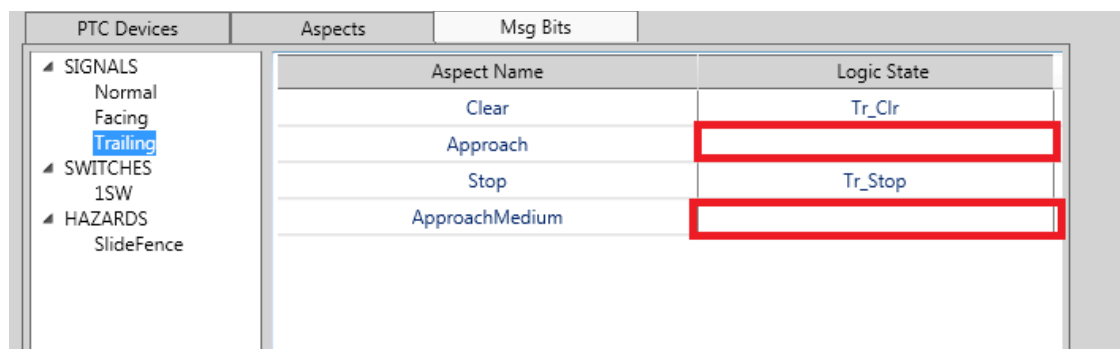 PTC Devices Aspects Msg Bits
SIGNALS
Normal
Facing
Trailing
SWITCHES
1SW
HAZARDS
SlideFence
Aspect Name Logic State
Clear Tr_Clr
Approach
Stop Tr_Stop
ApproachMedium